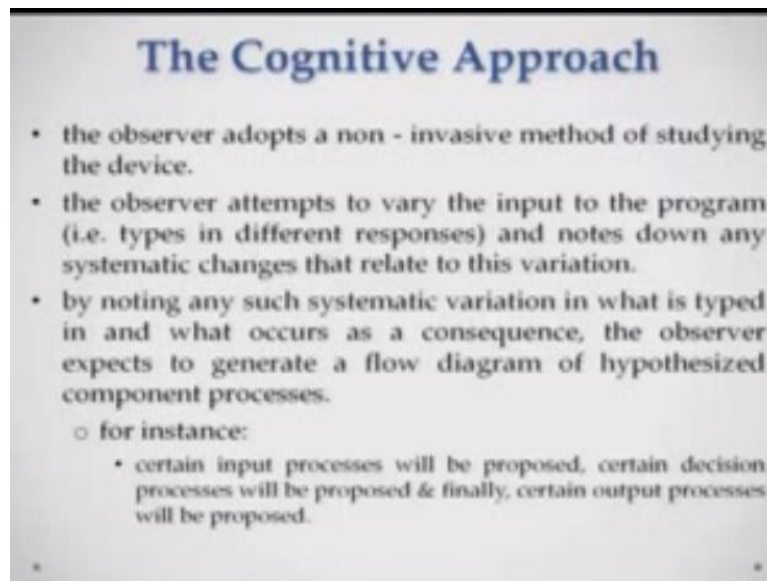 The Cognitive Approach
• the observer adopts a non - invasive method of studying
the device.
• the observer attempts to vary the input to the program
(i.e. types in different responses) and notes down any
systematic changes that relate to this variation.
• by noting any such systematic variation in what is typed
in and what occurs as a consequence, the observer
expects to generate a flow diagram of hypothesized
component processes.
o for instance:
• certain input processes will be proposed, certain decision
processes will be proposed & finally, certain output processes
will be proposed.